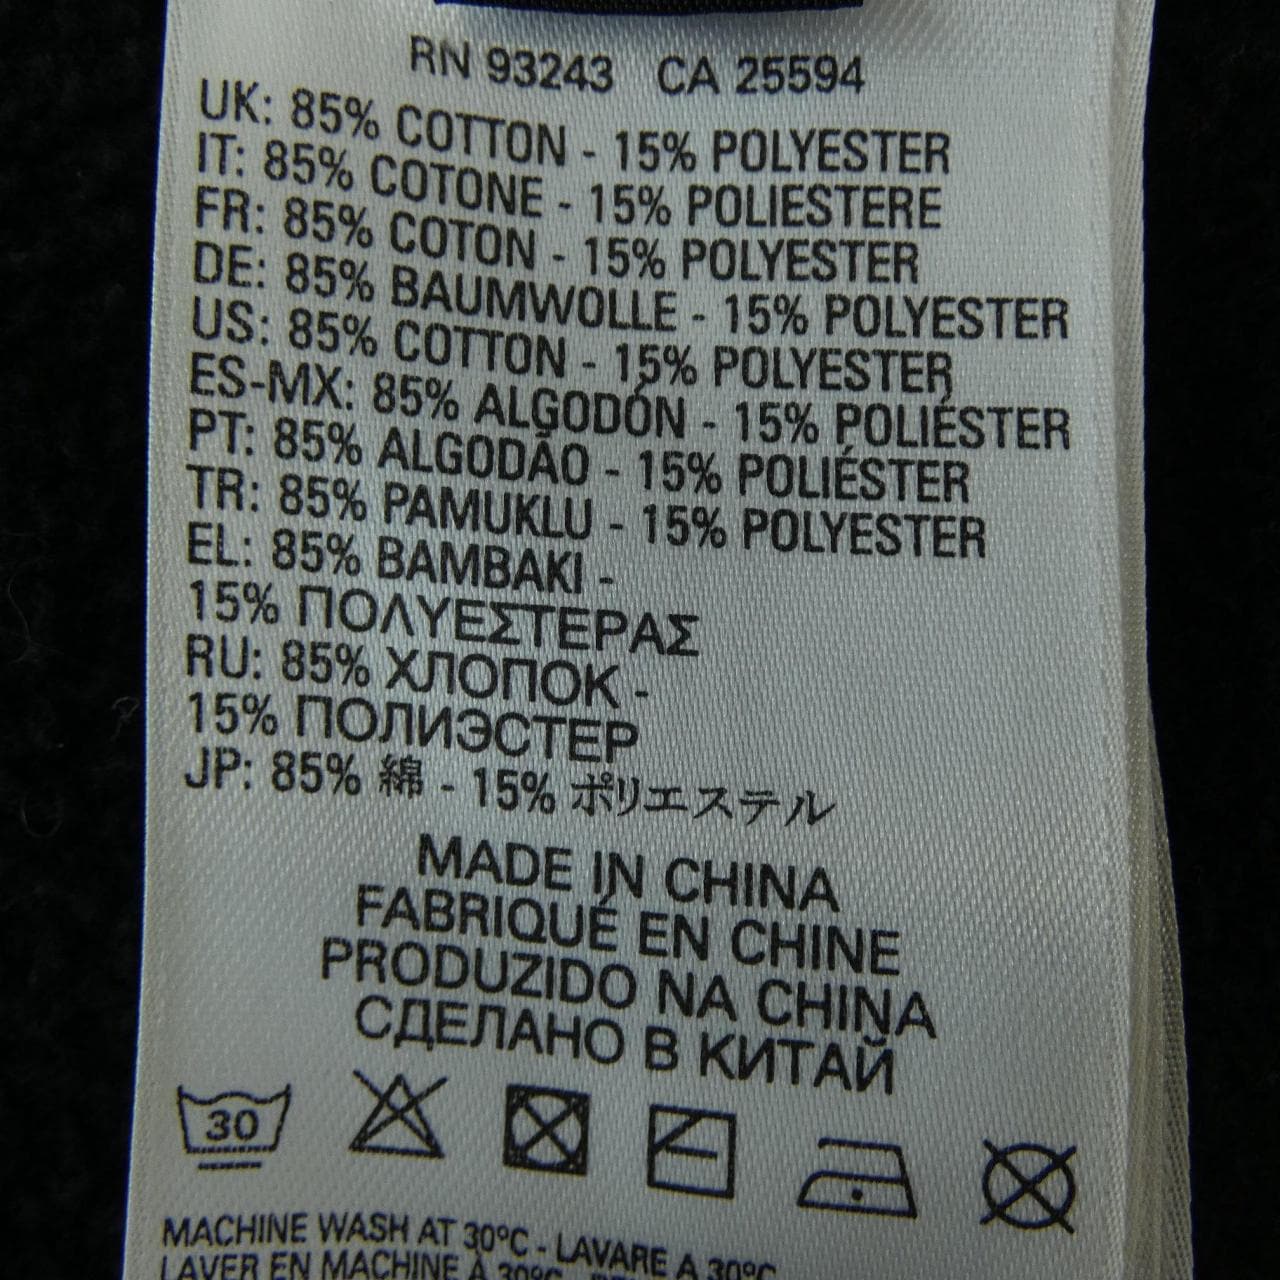 RN 93243 CA 25594
UK: 85% COTTON - 15% POLYESTER
IT: 85% COTONE - 15% POLIESTERE
FR: 85% COTON - 15% POLYESTER
DE: 85% BAUMWOLLE - 15% POLYESTER
US: 85% COTTON - 15% POLYESTER
ES-MX: 85% ALGODÓN - 15% POLIÉSTER
PT: 85% ALGODÃO - 15% POLIÉSTER
TR: 85% PAMUKLU - 15% POLYESTER
EL: 85% BAMBAKI -
15% ΠΟΛΥΕΣΤΕΡΑΣ
RU: 85% ХЛОПОК -
15% ПОЛИЭСТЕР
JP: 85% 綿 - 15% ポリエステル
MADE IN CHINA
FABRIQUÉ EN CHINE
PRODUZIDO NA CHINA
СДЕЛАНО В КИТАЙ
30
MACHINE WASH AT 30°C - LAVARE A 30°C
LAVER EN MACHINE À 30°C